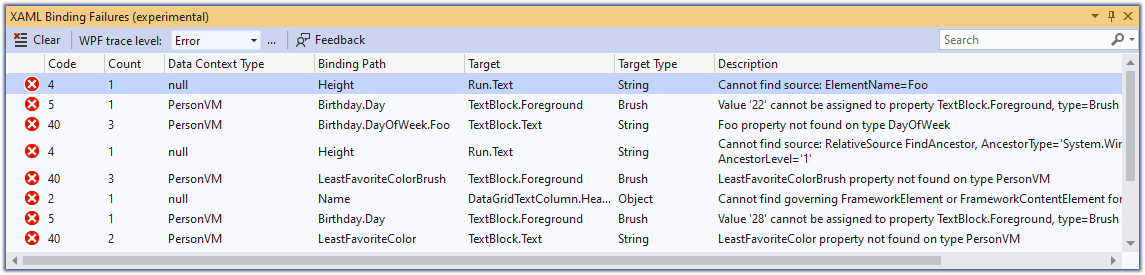 XAML Binding Failures (experimental)
Clear WPF trace level: Error ... Feedback Search
Code Count Data Context Type Binding Path Target Target Type Description
4 1 null Height Run.Text String Cannot find source: ElementName=Foo
5 1 PersonVM Birthday.Day TextBlock.Foreground Brush Value '22' cannot be assigned to property TextBlock.Foreground, type=Brush
40 3 PersonVM Birthday.DayOfWeek.Foo TextBlock.Text String Foo property not found on type DayOfWeek
4 1 null Height Run.Text String Cannot find source: RelativeSource FindAncestor, AncestorType='System.Wir
AncestorLevel='1'
40 3 PersonVM LeastFavoriteColorBrush TextBlock.Foreground Brush LeastFavoriteColorBrush property not found on type PersonVM
2 1 null Name DataGridTextColumn.Hea... Object Cannot find governing FrameworkElement or FrameworkContentElement for
5 1 PersonVM Birthday.Day TextBlock.Foreground Brush Value '28' cannot be assigned to property TextBlock.Foreground, type=Brush
40 2 PersonVM LeastFavoriteColor TextBlock.Text String LeastFavoriteColor property not found on type PersonVM